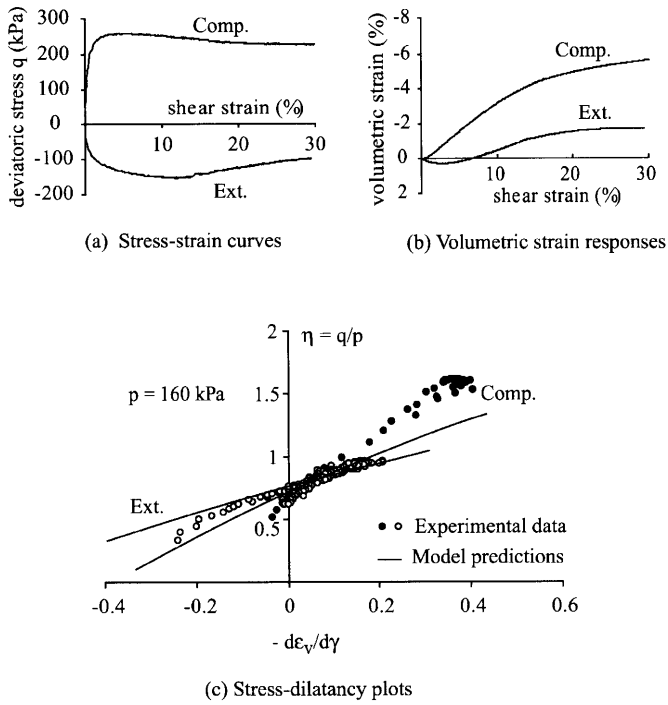 deviatoric stress q (kPa)
300
200
100
0
-100
-200
Comp.
shear strain (%)
10
20
30
Ext.
(a) Stress-strain curves
volumetric strain (%)
-8
-6
-4
-2
0
2
Comp.
Ext.
10
20
30
shear strain (%)
(b) Volumetric strain responses
2
η = q/p
p = 160 kPa
1.5
Comp.
1
Ext.
0.5
Experimental data
Model predictions
-0.4
-0.2
0
0.2
0.4
0.6
- dεv/dγ
(c) Stress-dilatancy plots